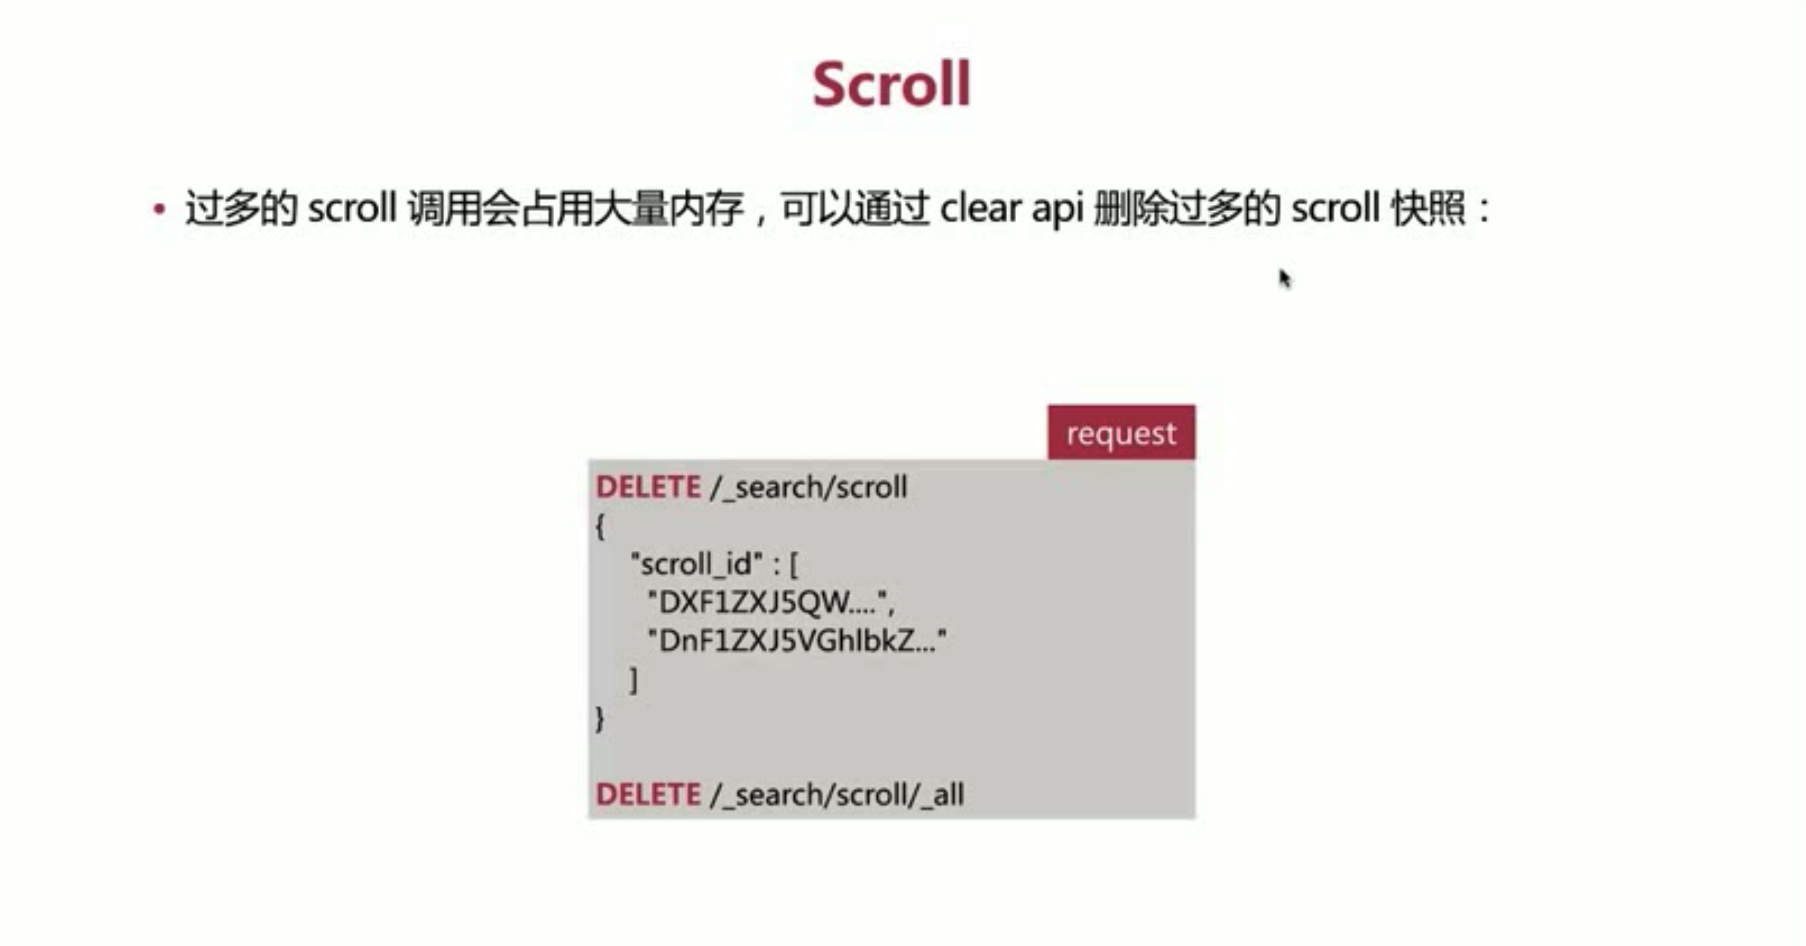 Scroll
• 过多的 scroll 调用会占用大量内存，可以通过 clear api 删除过多的 scroll 快照：
request
DELETE /_search/scroll
{
"scroll_id" : [
"DXF1ZXJ5QW....",
"DnF1ZXJ5VGhlbkZ..."
]
}
DELETE /_search/scroll/_all